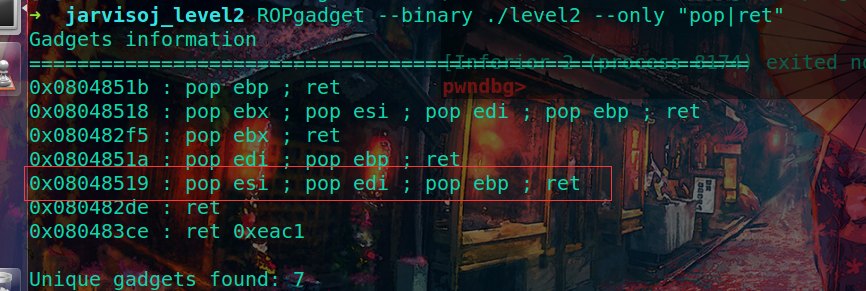 ➜ jarvisoj_level2 ROPgadget --binary ./level2 --only "pop|ret"
Gadgets information
============================================================
[Inferior 2 (process 8174) exited no
pwndbg>
0x0804851b : pop ebp ; ret
0x08048518 : pop ebx ; pop esi ; pop edi ; pop ebp ; ret
0x080482f5 : pop ebx ; ret
0x0804851a : pop edi ; pop ebp ; ret
0x08048519 : pop esi ; pop edi ; pop ebp ; ret
0x080482de : ret
0x080483ce : ret 0xeac1
Unique gadgets found: 7